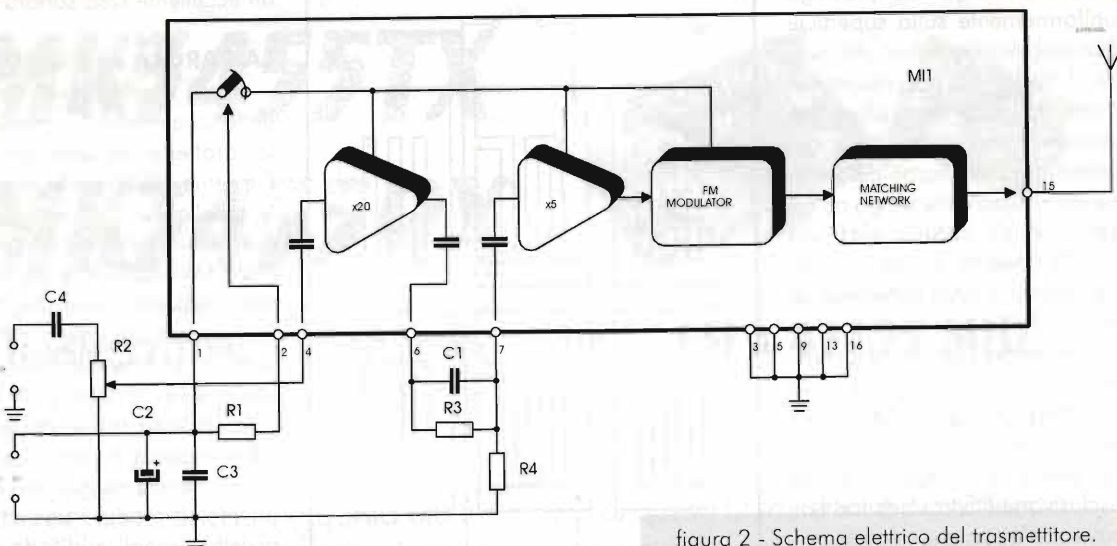 MI1
x20
x5
FM
MODULATOR
MATCHING
NETWORK
15
C4
R2
1
2
4
6
7
3
5
9
13
16
C1
R3
R4
C2
+
R1
C3
figura 2 - Schema elettrico del trasmettitore.